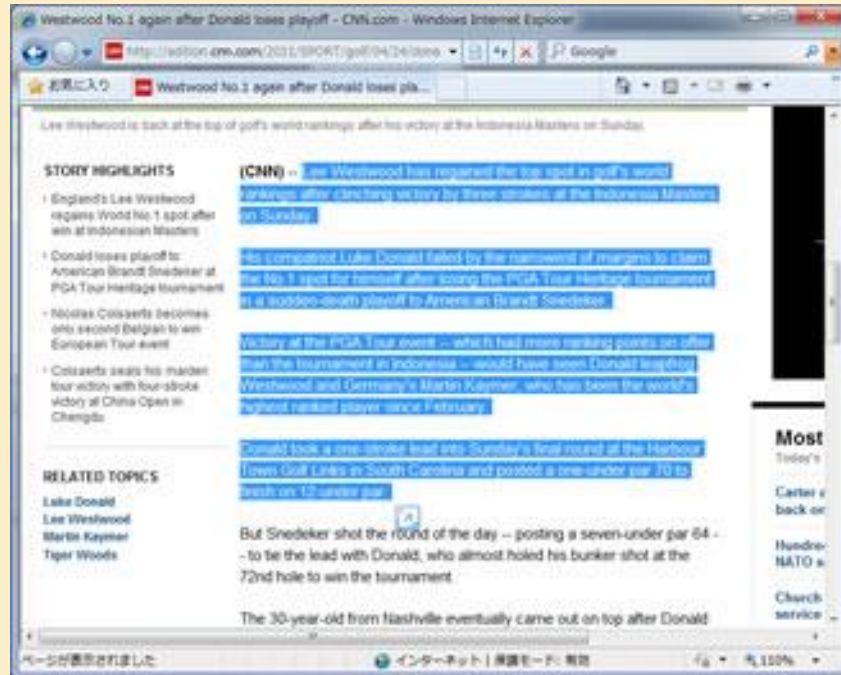 Westwood No.1 again after Donald loses playoff - CNN.com - Windows Internet Explorer
Google
お気に入り
Westwood No.1 again after Donald loses pla...
Lee Westwood is back at the top of golf's world rankings after his victory at the Indonesia Masters on Sunday.
STORY HIGHLIGHTS
England's Lee Westwood
regains World No.1 spot after
win at Indonesian Masters
Donald loses playoff to
American Brandt Snedeker at
PGA Tour Heritage tournament
Nicolas Colsaerts becomes
only second Belgian to win
European Tour event
Colsaerts seals his maiden
tour victory with four-stroke
victory at China Open in
Chengdu
RELATED TOPICS
Luke Donald
Lee Westwood
Martin Kaymer
Tiger Woods
(CNN) -- Lee Westwood has regained the top spot in golf's world
rankings after clinching victory by three strokes at the Indonesia Masters
on Sunday.
His compatriot Luke Donald failed by the narrowest of margins to claim
the No.1 spot for himself after losing the PGA Tour Heritage tournament
in a sudden-death playoff to American Brandt Snedeker.
Victory at the PGA Tour event -- which had more ranking points on offer
than the tournament in Indonesia -- would have seen Donald leapfrog
Westwood and Germany's Martin Kaymer, who has been the world's
highest ranked player since February.
Donald took a one-stroke lead into Sunday's final round at the Harbour
Town Golf Links in South Carolina and posted a one-under par 70 to
finish on 12-under par.
But Snedeker shot the round of the day -- posting a seven-under par 64 -
- to tie the lead with Donald, who almost holed his bunker shot at the
72nd hole to win the tournament
The 30-year-old from Nashville eventually came out on top after Donald
Most
Today's
Carter
back on
NATO
Church
service
ページが表示されました
インターネット | 保護モード: 有効
110%